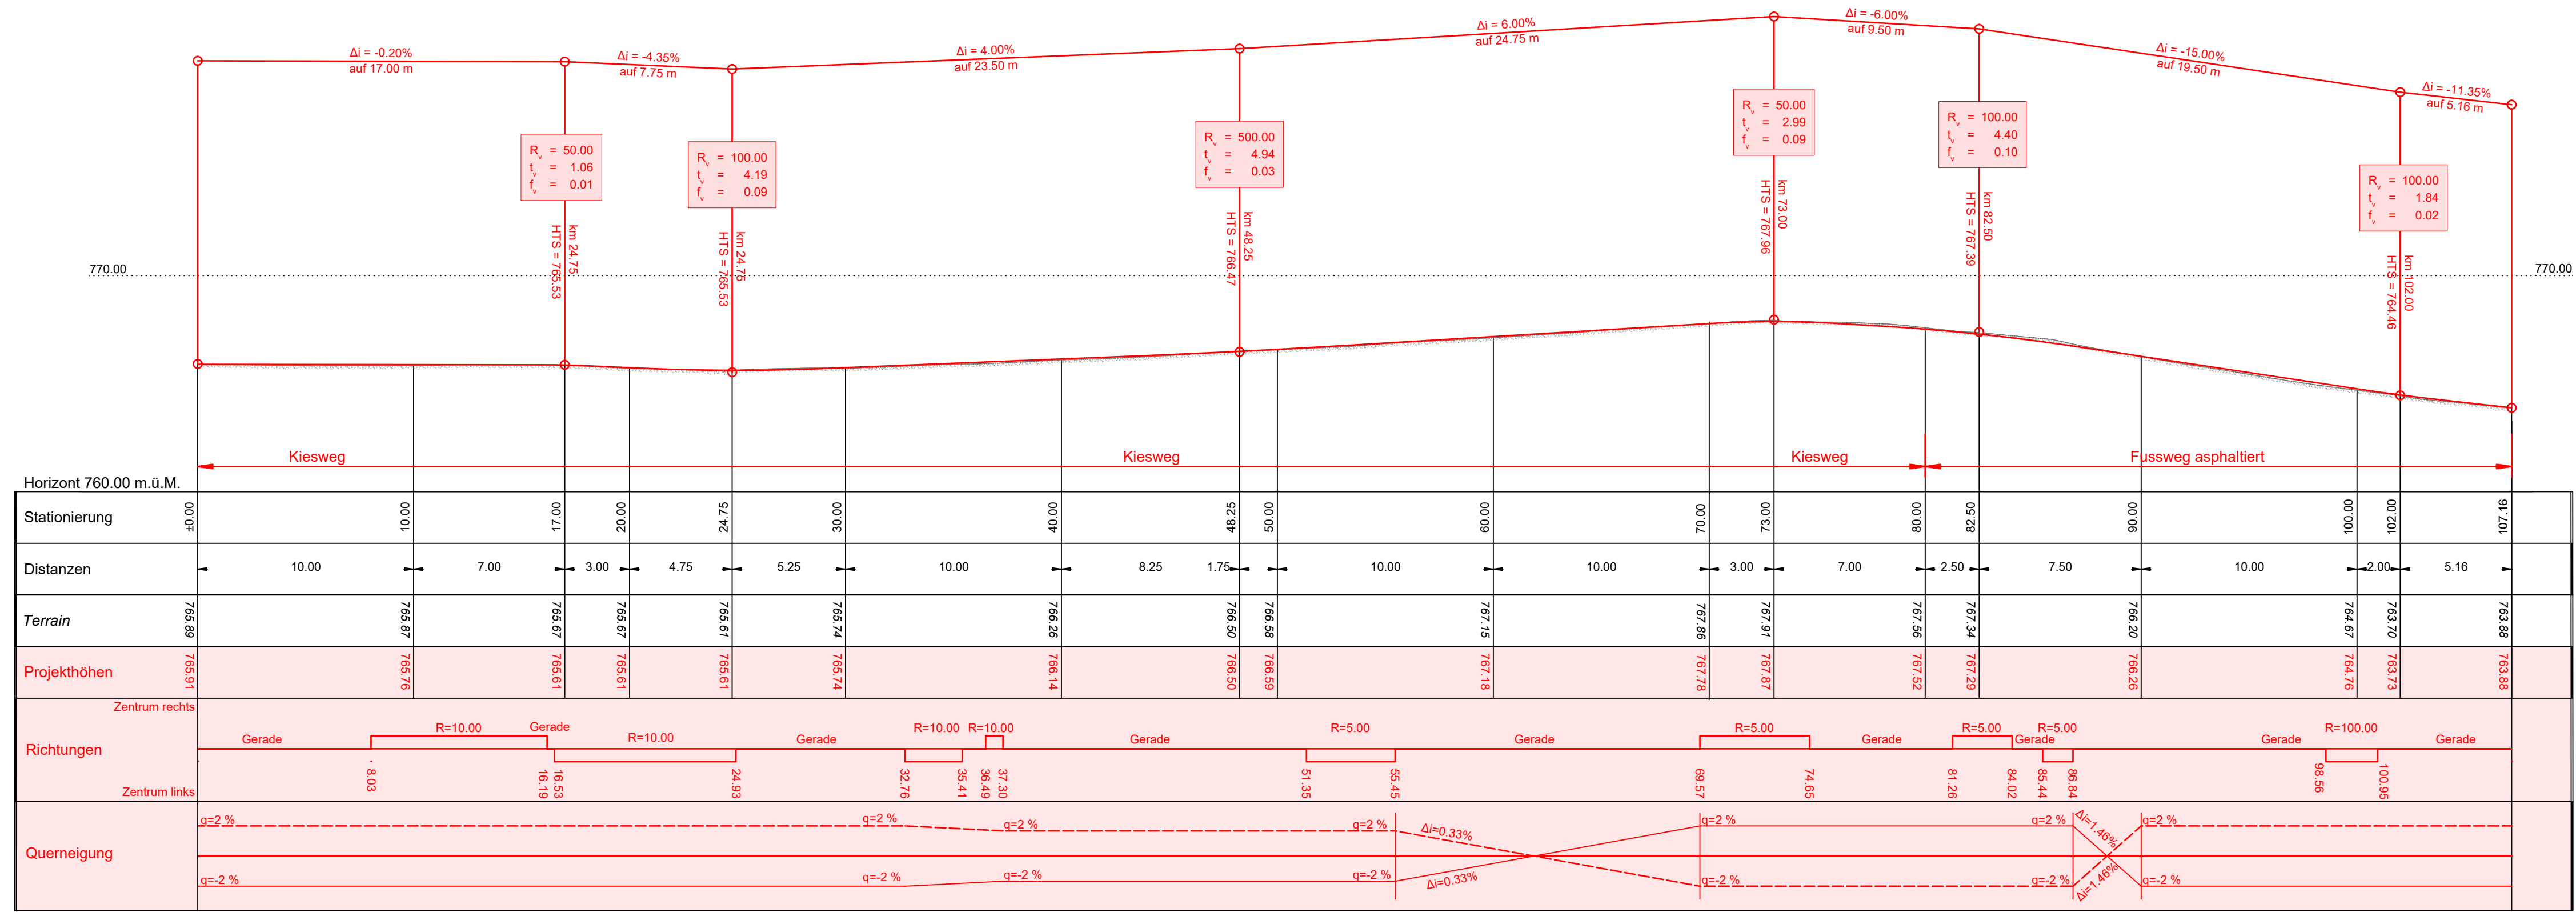 Δi = -0.20%
auf 17.00 m
Δi = -4.35%
auf 7.75 m
Δi = 4.00%
auf 23.50 m
Δi = 6.00%
auf 24.75 m
Δi = -6.00%
auf 9.50 m
Δi = -15.00%
auf 19.50 m
Δi = -11.35%
auf 5.16 m
Rv = 50.00
tv = 1.06
fv = 0.01
km 24.75
HTS = 765.53
Rv = 100.00
tv = 4.19
fv = 0.09
km 24.75
HTS = 765.53
Rv = 500.00
tv = 4.94
fv = 0.03
km 48.25
HTS = 766.47
Rv = 50.00
tv = 2.99
fv = 0.09
km 73.00
HTS = 767.96
Rv = 100.00
tv = 4.40
fv = 0.10
km 82.50
HTS = 767.39
Rv = 100.00
tv = 1.84
fv = 0.02
km 102.00
HTS = 764.46
770.00 770.00
Kiesweg Kiesweg Kiesweg Fussweg asphaltiert
Horizont 760.00 m.ü.M.
Stationierung ±0.00 10.00 17.00 20.00 24.75 30.00 40.00 48.25 50.00 60.00 70.00 73.00 80.00 82.50 90.00 100.00 102.00 107.16
Distanzen 10.00 7.00 3.00 4.75 5.25 10.00 8.25 1.75 10.00 10.00 3.00 7.00 2.50 7.50 10.00 2.00 5.16
Terrain 765.89 765.87 765.67 765.67 765.61 765.74 766.26 766.50 766.58 767.15 767.86 767.91 767.56 767.34 766.20 764.67 763.70 763.88
Projekthöhen 765.91 765.76 765.61 765.61 765.61 765.74 766.14 766.50 766.59 767.18 767.78 767.87 767.52 767.29 766.26 764.76 763.73 763.88
Zentrum rechts
Gerade R=10.00 Gerade R=10.00 Gerade R=10.00 R=10.00 Gerade R=5.00 Gerade R=5.00 Gerade R=5.00 Gerade R=5.00 Gerade R=100.00 Gerade
Richtungen
8.03 16.19 16.53 24.93 32.76 35.41 36.49 37.30 51.35 55.45 69.57 74.65 81.26 84.02 85.44 86.84 98.56 100.95
Zentrum links
q=2 % q=2 % q=2 % q=2 % Δi=0.33% q=2 % q=2 % Δi=1.46% q=2 %
Querneigung
q=-2 % q=-2 % q=-2 % q=-2 % Δi=0.33% q=-2 % q=-2 % Δi=1.46% q=-2 %